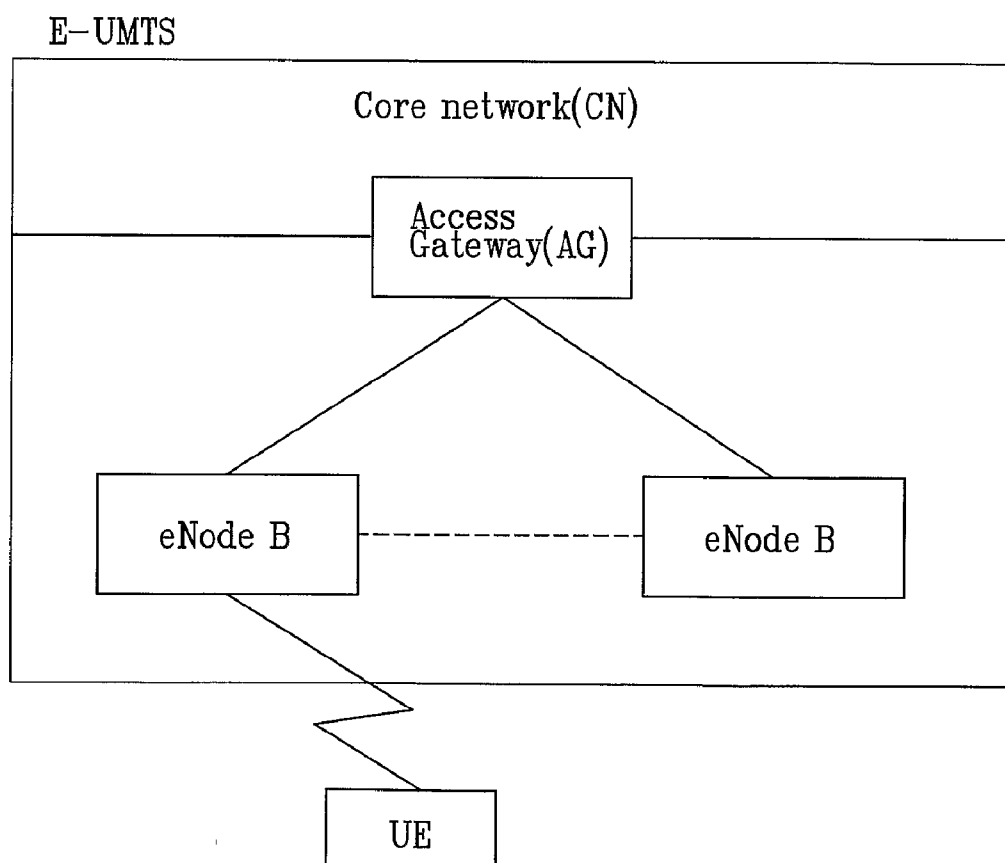 E-UMTS
Core network(CN)
Access
Gateway(AG)
eNode B
eNode B
UE